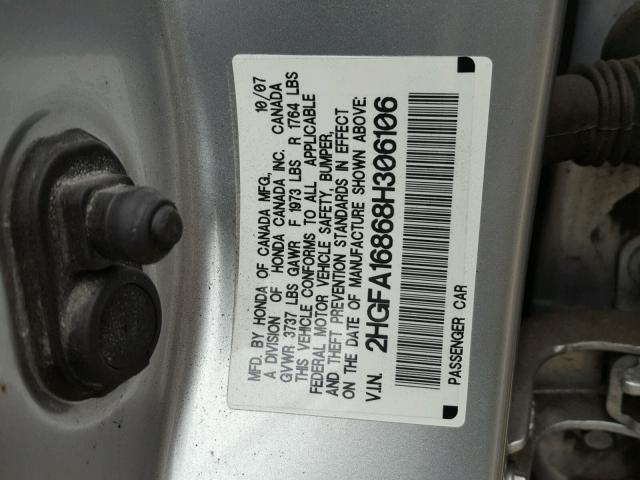 MFD. BY HONDA OF CANADA MFG., 10/07
A DIVISION OF HONDA CANADA INC. CANADA
GVWR 3737 LBS GAWR F 1973 LBS R 1764 LBS
THIS VEHICLE CONFORMS TO ALL APPLICABLE
FEDERAL MOTOR VEHICLE SAFETY, BUMPER,
AND THEFT PREVENTION STANDARDS IN EFFECT
ON THE DATE OF MANUFACTURE SHOWN ABOVE:
V.I.N. 2HGFA16868H306106
PASSENGER CAR